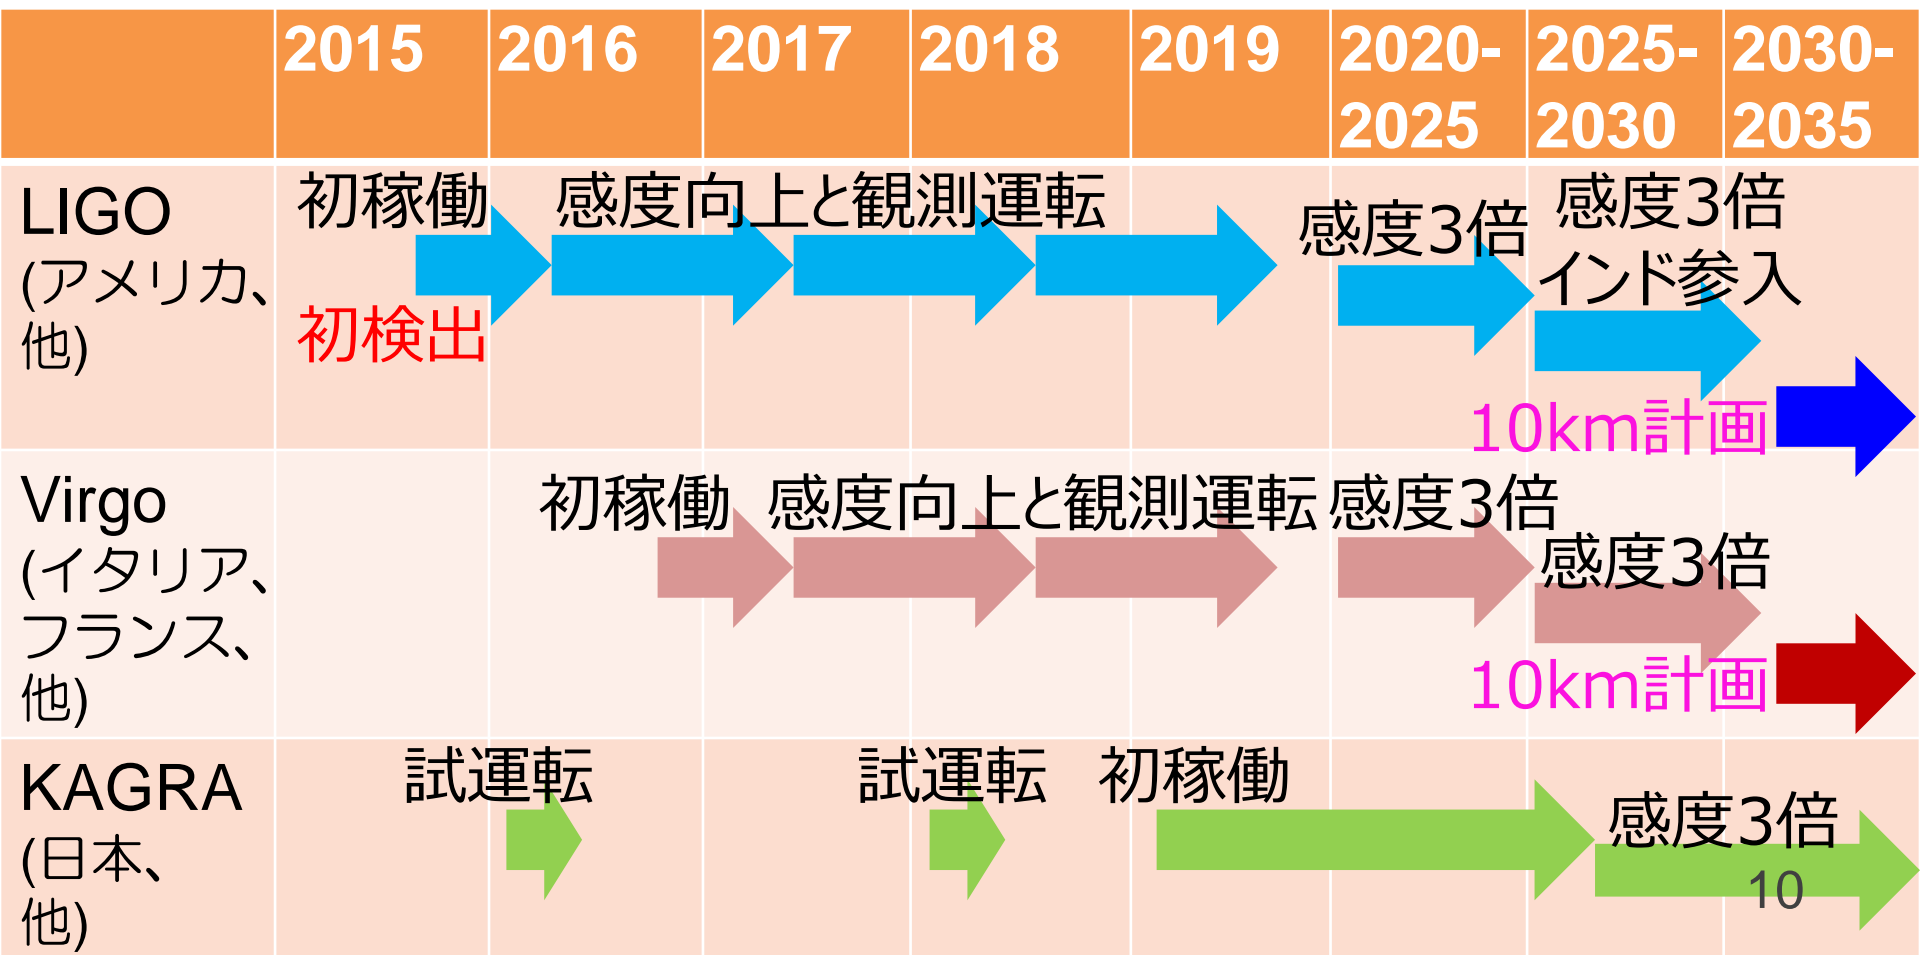 2015 2016 2017 2018 2019 2020- 2025- 2030-
2025 2030 2035
LIGO
(アメリカ、
他)
初稼働
感度向上と観測運転
感度3倍
感度3倍
インド参入
初検出
10km計画
Virgo
(イタリア、
フランス、
他)
初稼働
感度向上と観測運転
感度3倍
感度3倍
10km計画
KAGRA
(日本、
他)
試運転
試運転
初稼働
感度3倍
10